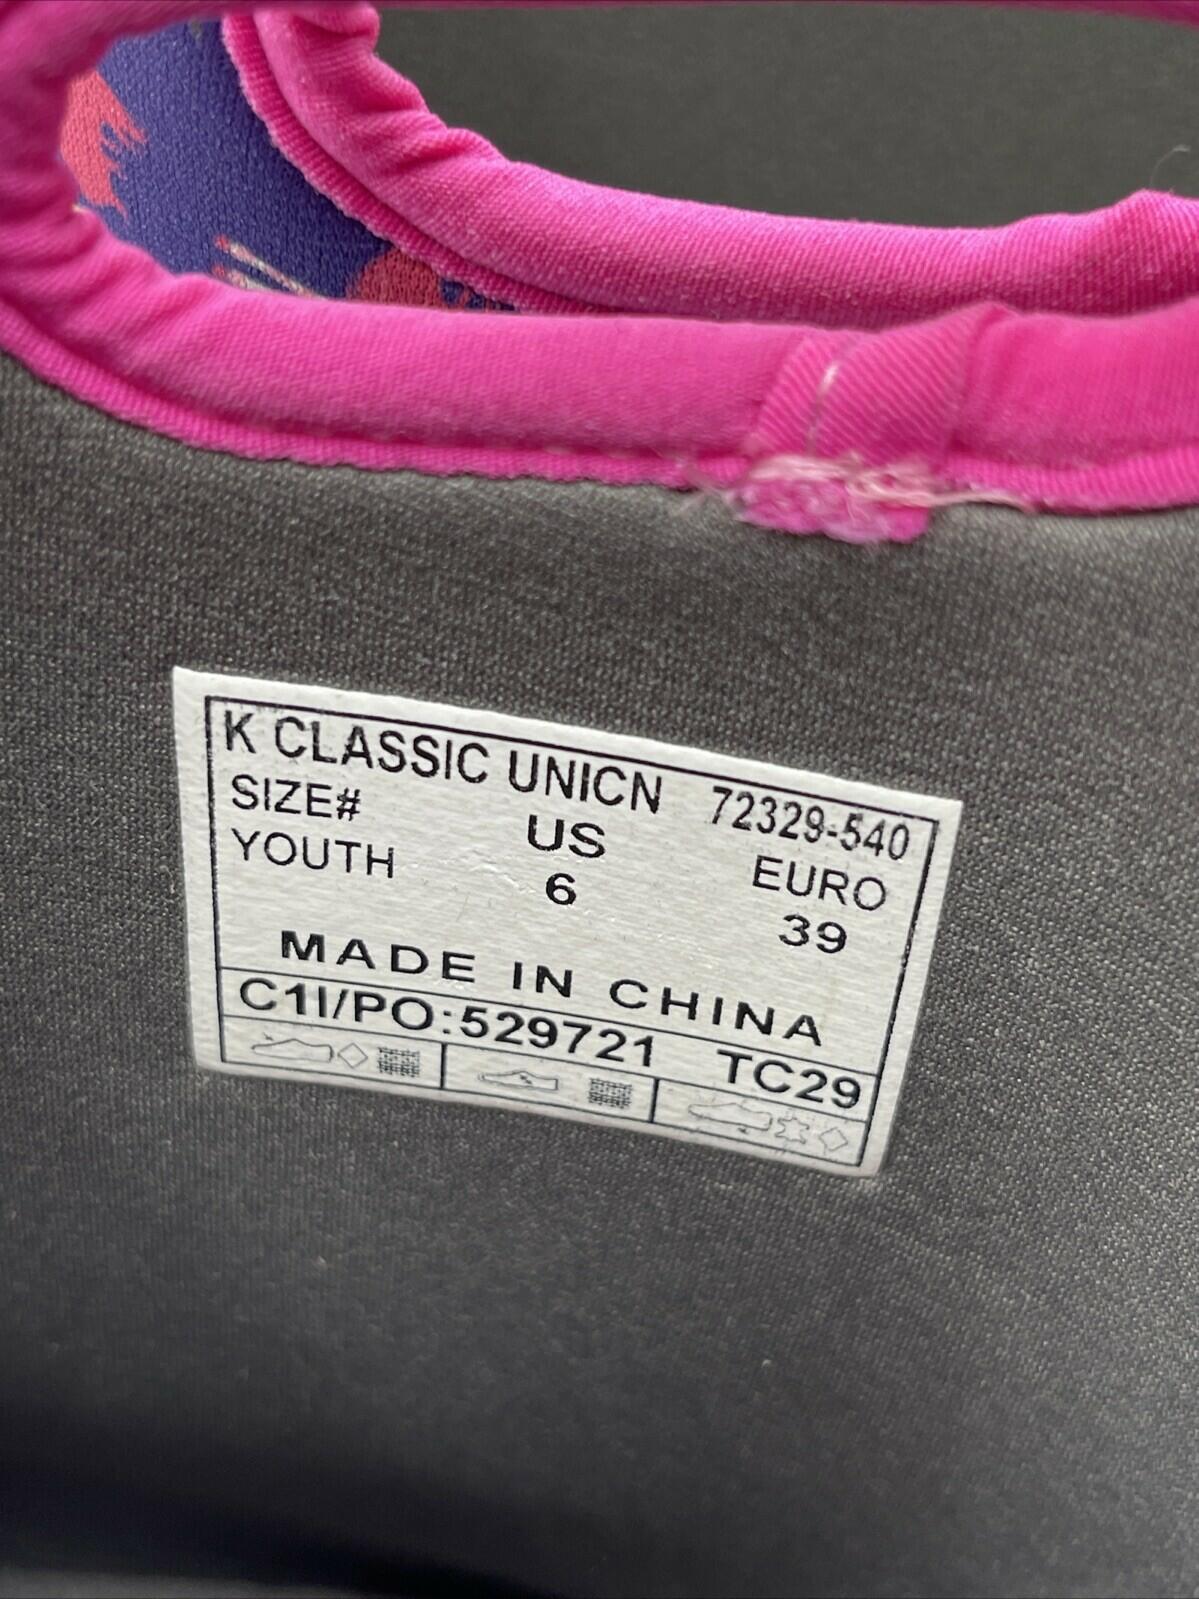 K CLASSIC UNICN 72329-540
SIZE# US EURO
YOUTH 6 39
MADE IN CHINA
C1I/PO:529721 TC29